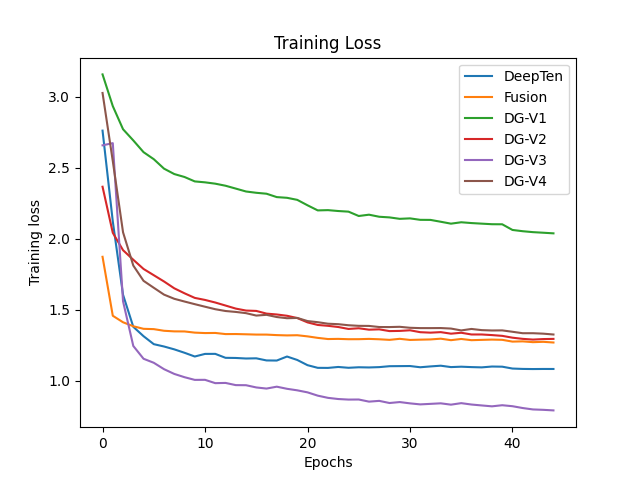 Training Loss
DeepTen
Fusion
DG-V1
DG-V2
DG-V3
DG-V4
Training loss
3.0
2.5
2.0
1.5
1.0
0
10
20
30
40
Epochs